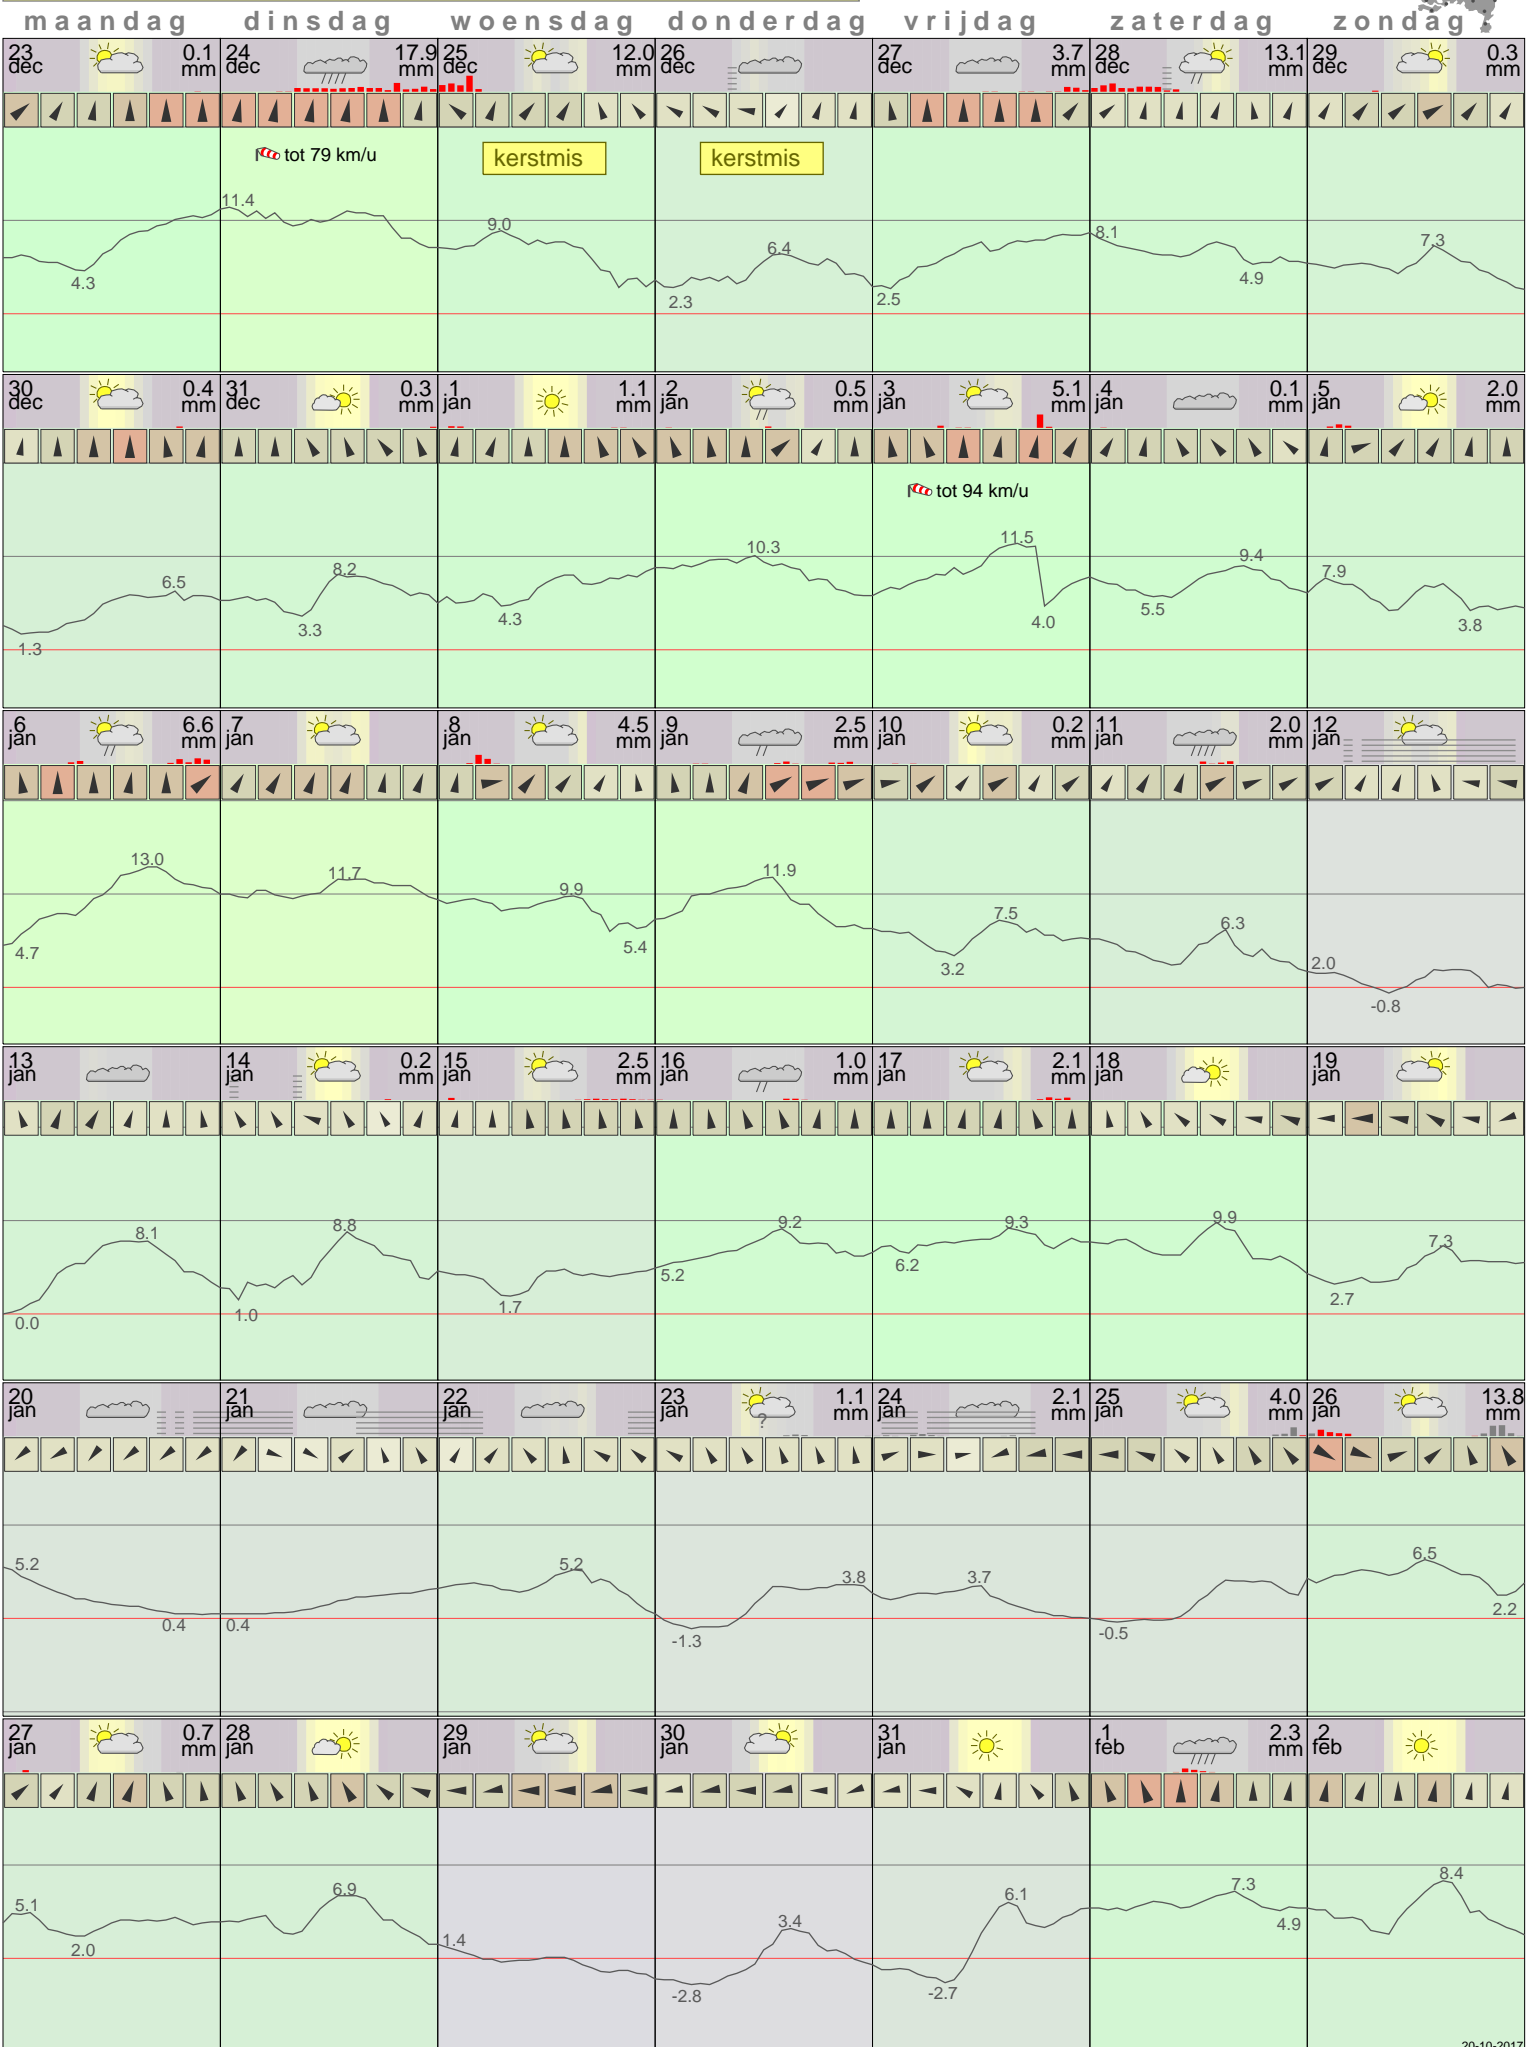 maandag dinsdag woensdag donderdag vrijdag zaterdag zondag
23 0.1 24 17.9 25 12.0 26 27 3.7 28 13.1 29 0.3
dec mm dec mm dec mm dec dec mm dec mm dec mm
tot 79 km/u kerstmis kerstmis
11.4 9.0 6.4 8.1 7.3
4.3 2.3 2.5 4.9
30 0.4 31 0.3 1 1.1 2 0.5 3 5.1 4 0.1 5 2.0
dec mm dec mm jan mm jan mm jan mm jan mm jan mm
tot 94 km/u
6.5 8.2 10.3 11.5 9.4 7.9
1.3 3.3 4.3 4.0 5.5 3.8
6 6.6 7 8 4.5 9 2.5 10 0.2 11 2.0 12
jan mm jan jan mm jan mm jan mm jan mm jan
13.0 11.7 9.9 11.9 7.5 6.3 2.0
4.7 5.4 3.2 -0.8
13 14 0.2 15 2.5 16 1.0 17 2.1 18 19
jan jan mm jan mm jan mm jan mm jan jan
8.1 8.8 9.2 9.3 9.9 7.3
0.0 1.0 1.7 5.2 6.2 2.7
20 21 22 23 1.1 24 2.1 25 4.0 26 13.8
jan jan jan ? jan mm jan mm jan mm jan mm
5.2 5.2 3.8 3.7 6.5
0.4 0.4 -1.3 -0.5 2.2
27 0.7 28 29 30 31 1 2.3 2
jan mm jan jan jan jan feb mm feb
5.1 6.9 1.4 3.4 6.1 7.3 8.4
2.0 -2.8 -2.7 4.9
20-10-2017